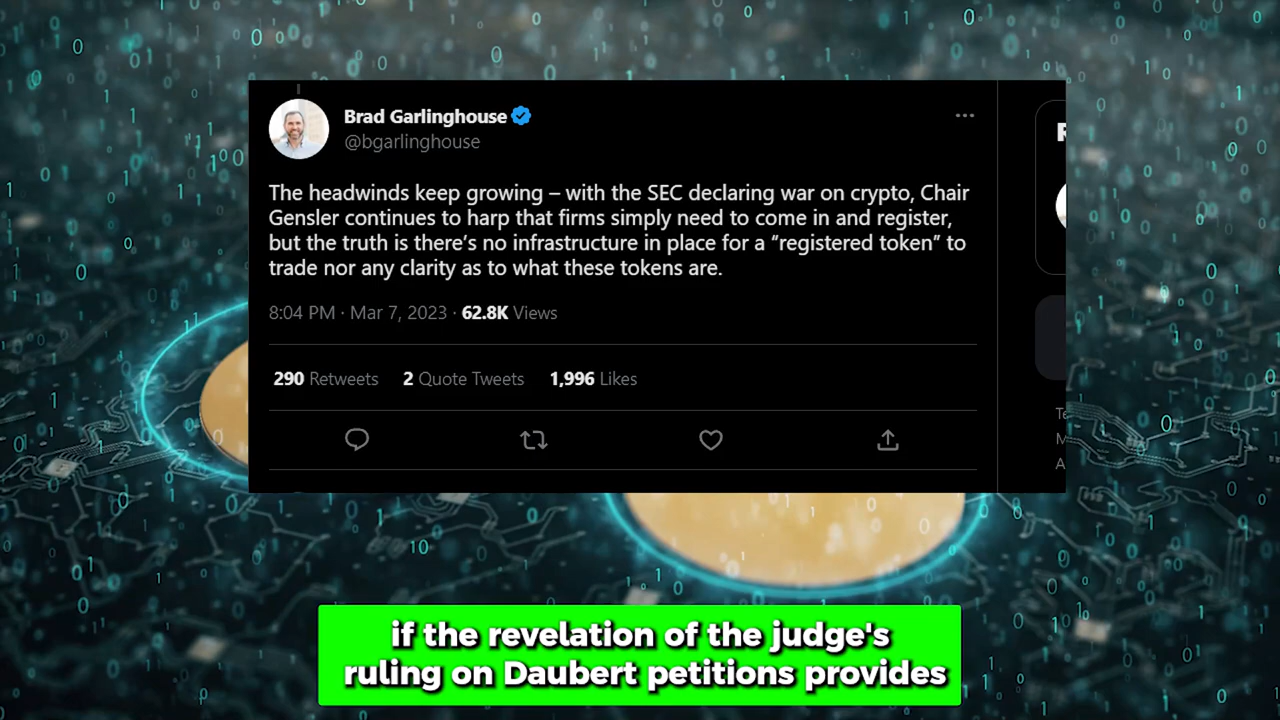 Brad Garlinghouse
@bgarlinghouse
The headwinds keep growing – with the SEC declaring war on crypto, Chair
Gensler continues to harp that firms simply need to come in and register,
but the truth is there's no infrastructure in place for a "registered token" to
trade nor any clarity as to what these tokens are.
8:04 PM · Mar 7, 2023 · 62.8K Views
290 Retweets 2 Quote Tweets 1,996 Likes
if the revelation of the judge's
ruling on Daubert petitions provides